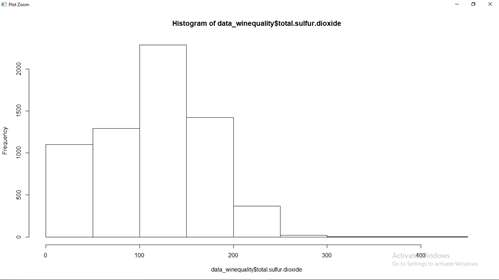 Plot Zoom
Histogram of data_winequality$total.sulfur.dioxide
Frequency
2000
1500
1000
500
0
0 100 200 300 400
data_winequality$total.sulfur.dioxide
Activate Windows
Go to Settings to activate Windows.